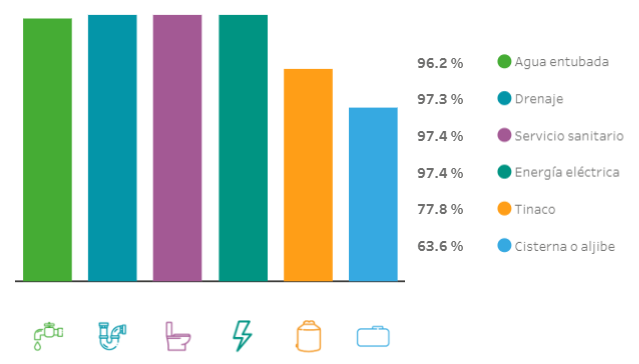 96.2 % Agua entubada
97.3 % Drenaje
97.4 % Servicio sanitario
97.4 % Energía eléctrica
77.8 % Tinaco
63.6 % Cisterna o aljibe